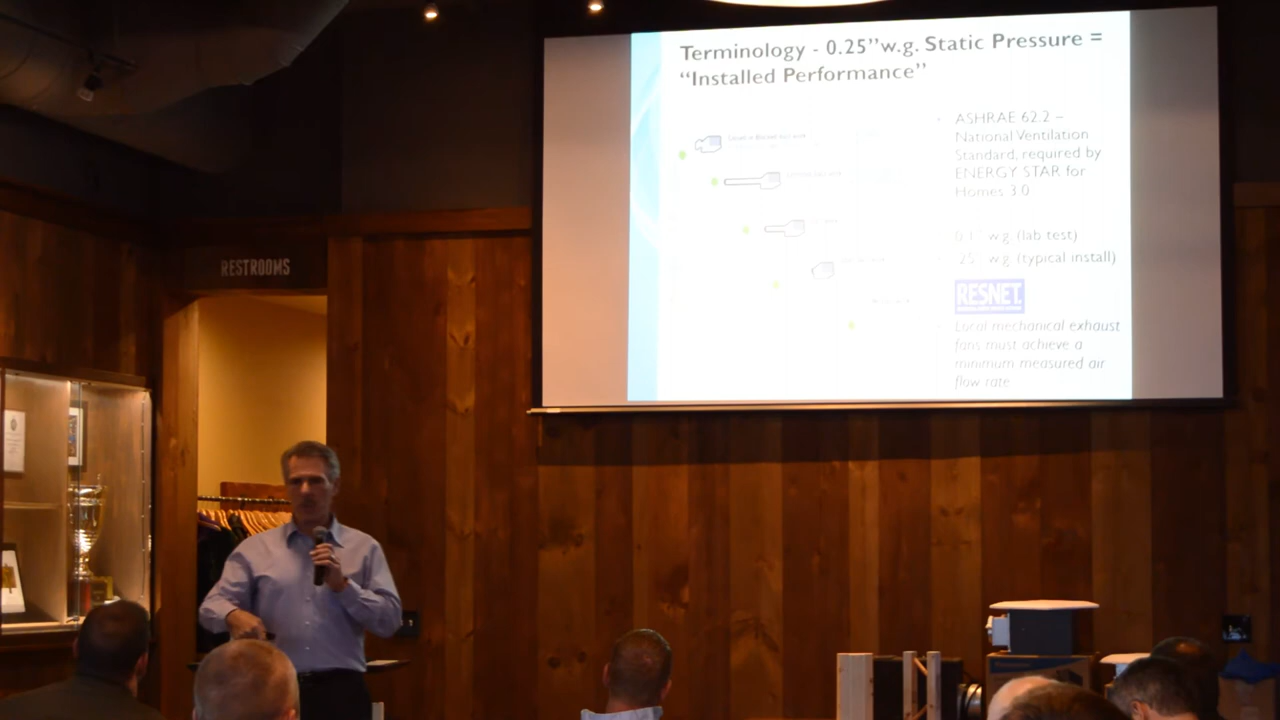 Terminology - 0.25”w.g. Static Pressure =
“Installed Performance”
ASHRAE 62.2 –
National Ventilation
Standard, required by
ENERGY STAR for
Homes 3.0
w.g. (lab test)
w.g. (typical install)
RESNET
Local mechanical exhaust
fans must achieve a
minimum measured air
flow rate
RESTROOMS